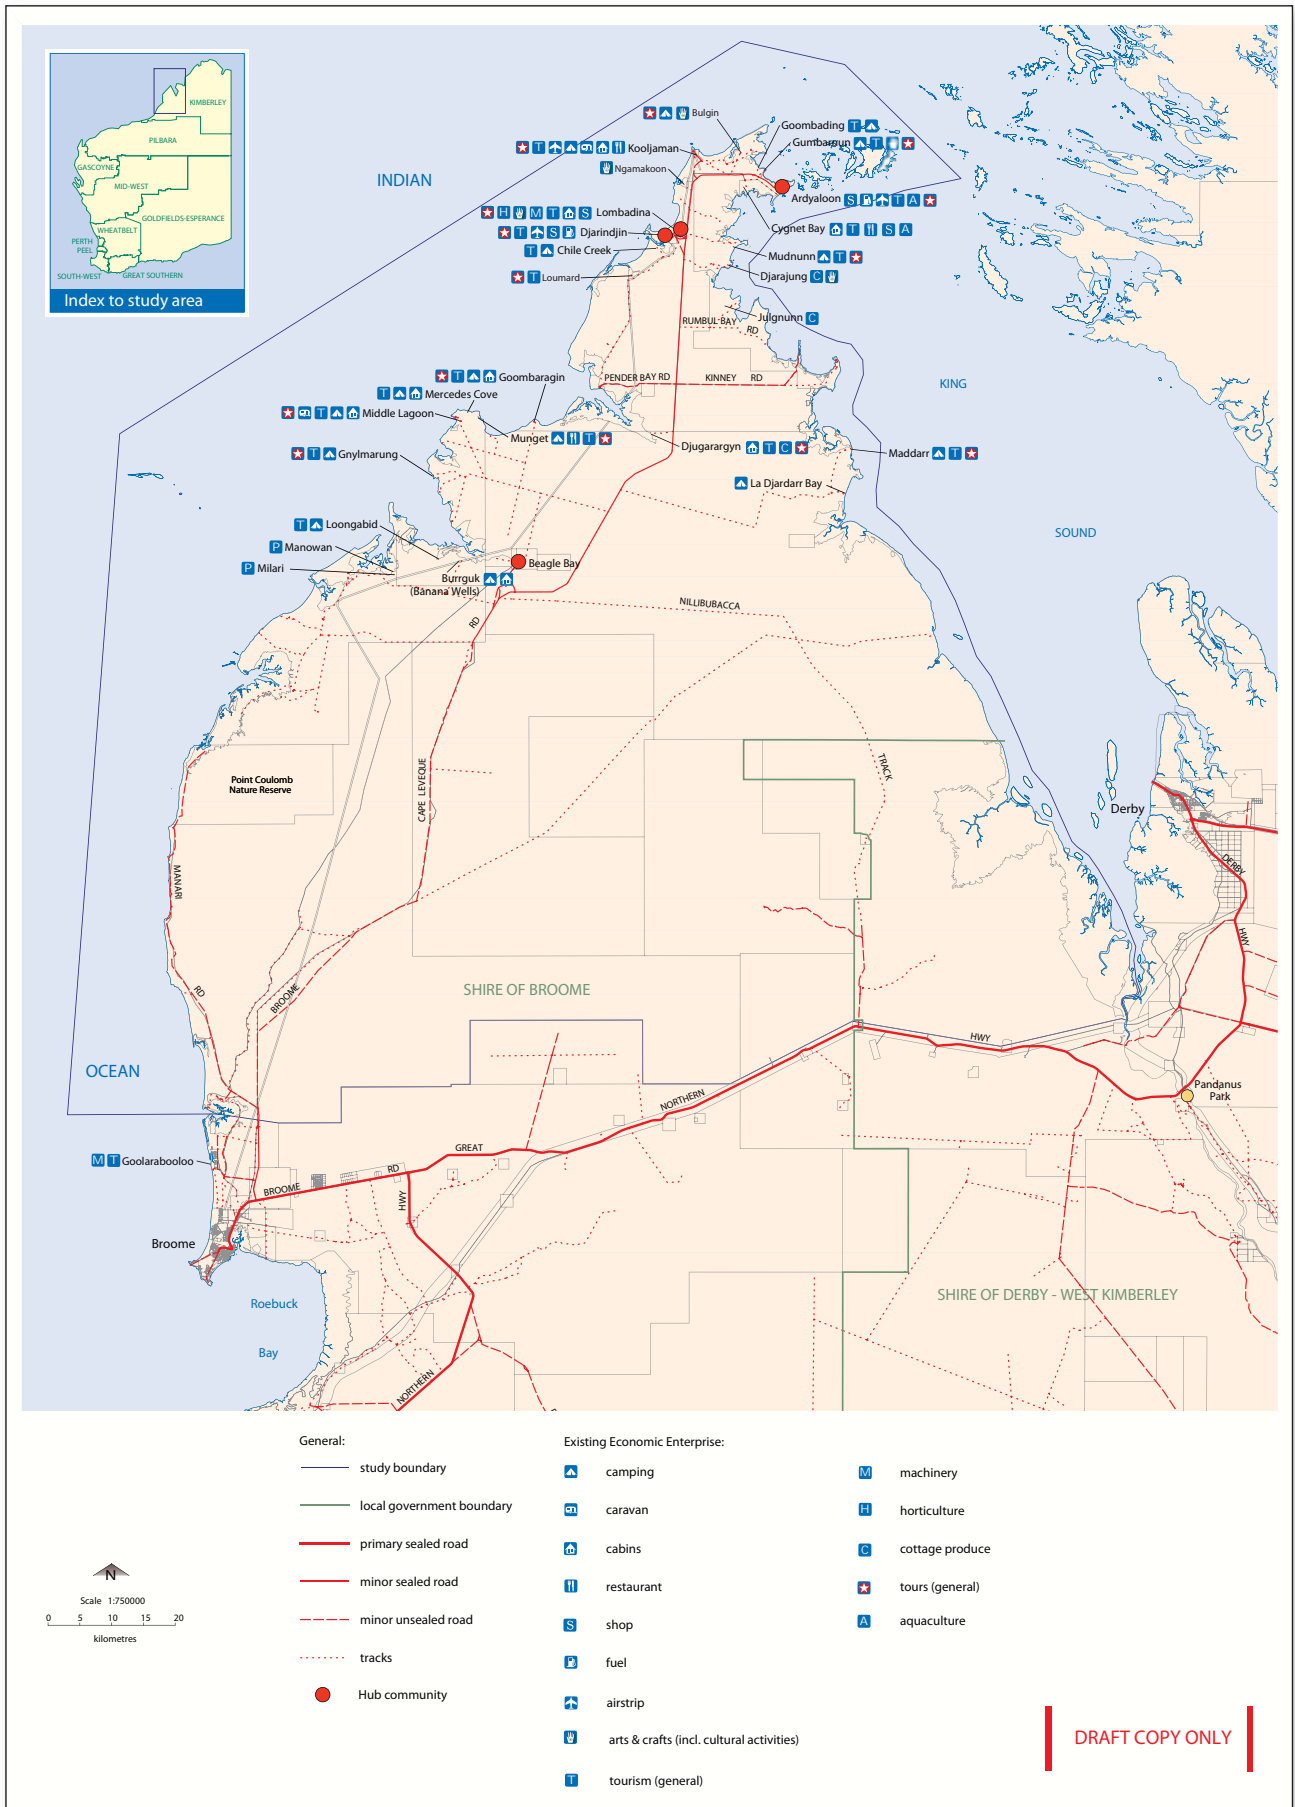 KIMBERLEY
PILBARA
GASCOYNE
MID-WEST
GOLDFIELDS-ESPERANCE
WHEATBELT
PERTH
PEEL
SOUTH-WEST
GREAT SOUTHERN
Index to study area
INDIAN
Bulgin
Goombading T
Gumbarnun T
T Kooljaman
Ngamakoon
Ardyaloon S T A
H M T S Lombadina
T S Djarindjin
Cygnet Bay T S A
T Chile Creek
Mudnunn T
T Loumard
Djarajung C
Julgnunn C
RUMBUL BAY
RD
PENDER BAY RD
KINNEY RD
KING
T Goombaragin
T Mercedes Cove
T Middle Lagoon
Munget T
Djugarargyn T C
Maddarr T
T Gnylmarung
La Djardarr Bay
T Loongabid
SOUND
P Manowan
P Milari
Beagle Bay
Burrguk
(Banana Wells)
NILLIBUBACCA
RD
TRACK
CAPE LEVEQUE
Point Coulomb
Nature Reserve
Derby
DERBY
HWY
MANARI
RD
BROOME
SHIRE OF BROOME
HWY
OCEAN
NORTHERN
Pandanus
Park
GREAT
M T Goolarabooloo
RD
BROOME
HWY
Broome
Roebuck
Bay
SHIRE OF DERBY - WEST KIMBERLEY
NORTHERN
General:
study boundary
local government boundary
primary sealed road
minor sealed road
minor unsealed road
tracks
Hub community
Existing Economic Enterprise:
camping
caravan
cabins
restaurant
S shop
fuel
airstrip
arts & crafts (incl. cultural activities)
T tourism (general)
M machinery
H horticulture
C cottage produce
tours (general)
A aquaculture
N
Scale 1:750000
0 5 10 15 20
kilometres
DRAFT COPY ONLY